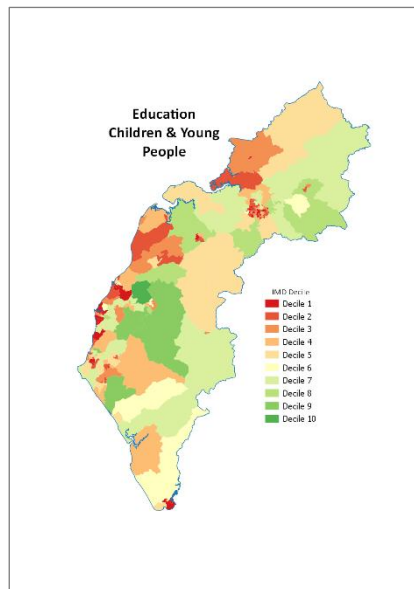 Education
Children & Young
People
IMD Decile
Decile 1
Decile 2
Decile 3
Decile 4
Decile 5
Decile 6
Decile 7
Decile 8
Decile 9
Decile 10